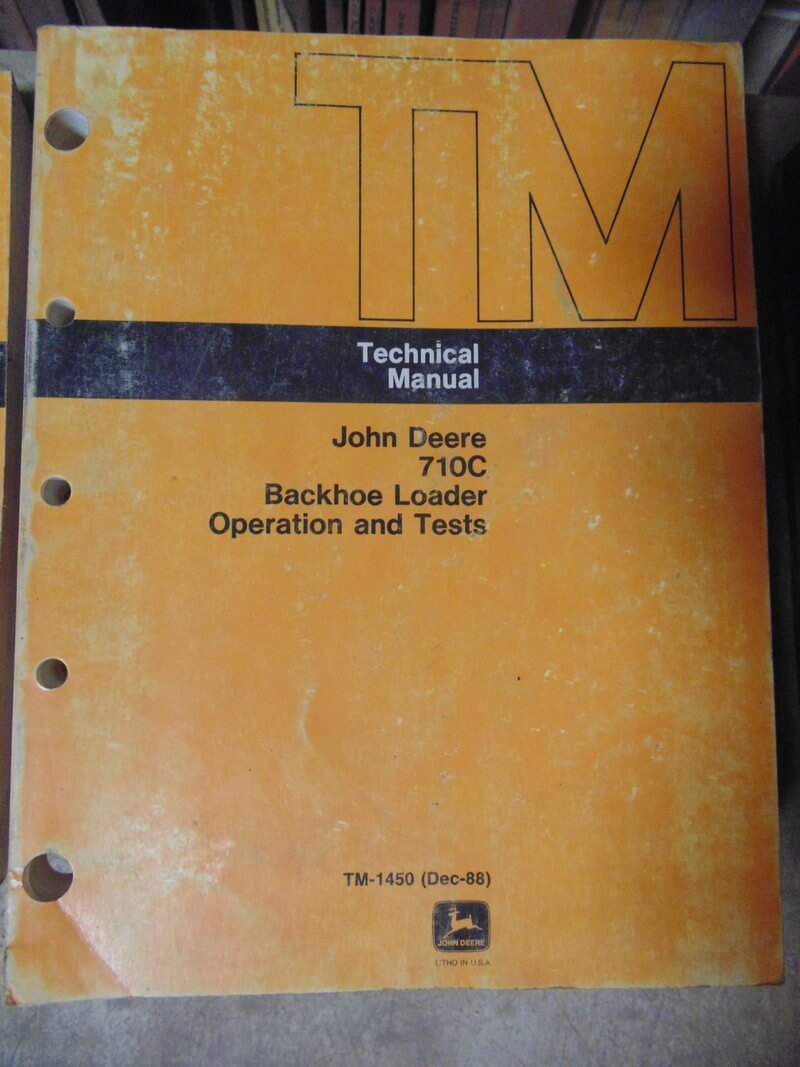 TM
Technical
Manual
John Deere
710C
Backhoe Loader
Operation and Tests
TM-1450 (Dec-88)
JOHN DEERE
LITHO IN U.S.A.